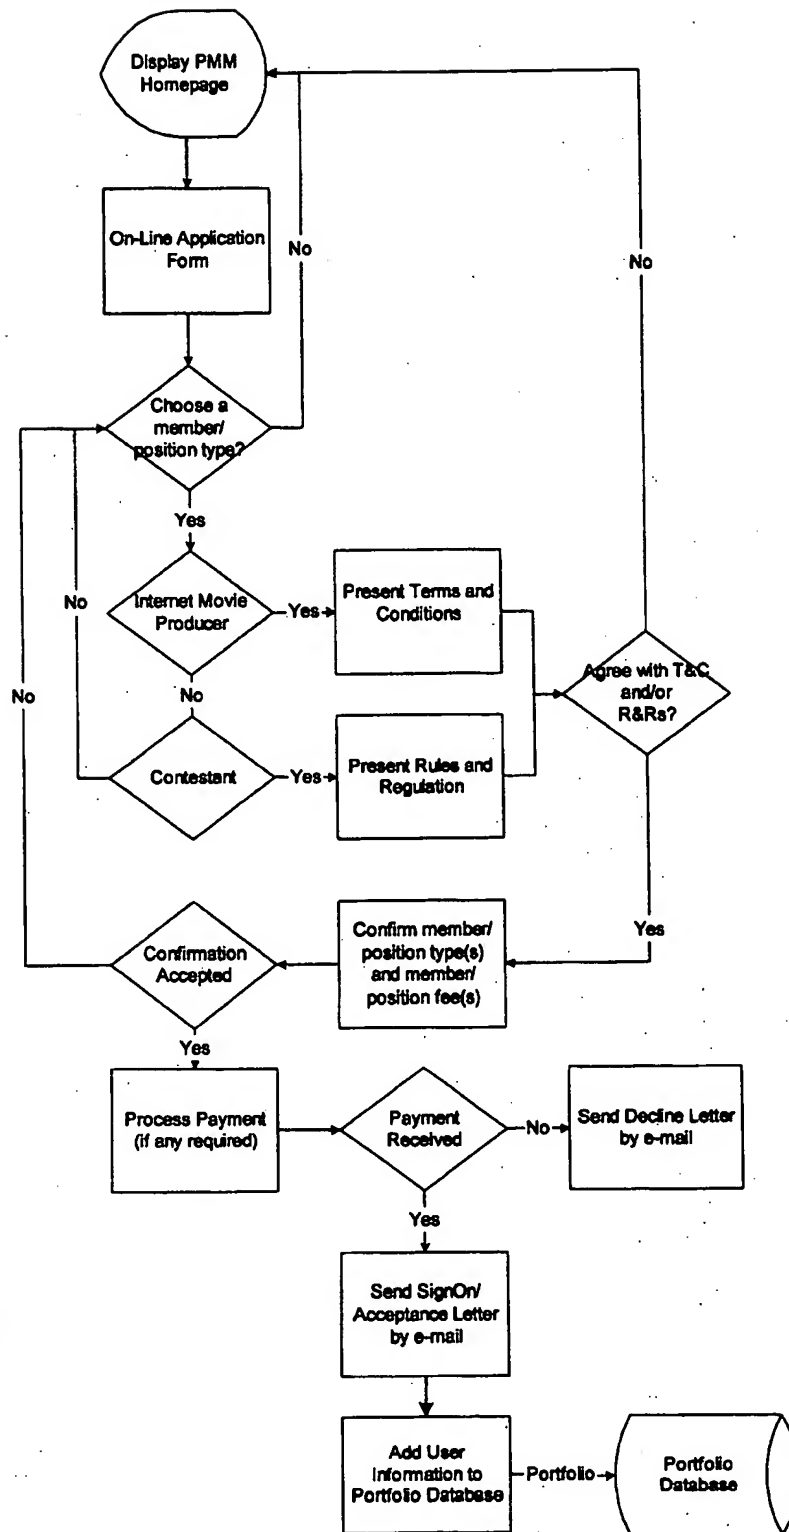 Display PMM
Homepage
On-Line Application
Form
No
No
Choose a
member/
position type?
Yes
Internet Movie
Producer
Yes
Present Terms and
Conditions
No
No
No
Agree with T&C
and/or
R&Rs?
Contestant
Yes
Present Rules and
Regulation
Yes
Confirm member/
position type(s)
and member/
position fee(s)
Confirmation
Accepted
Yes
Process Payment
(if any required)
Payment
Received
No
Send Decline Letter
by e-mail
Yes
Send SignOn/
Acceptance Letter
by e-mail
Add User
Information to
Portfolio Database
Portfolio
Portfolio
Database